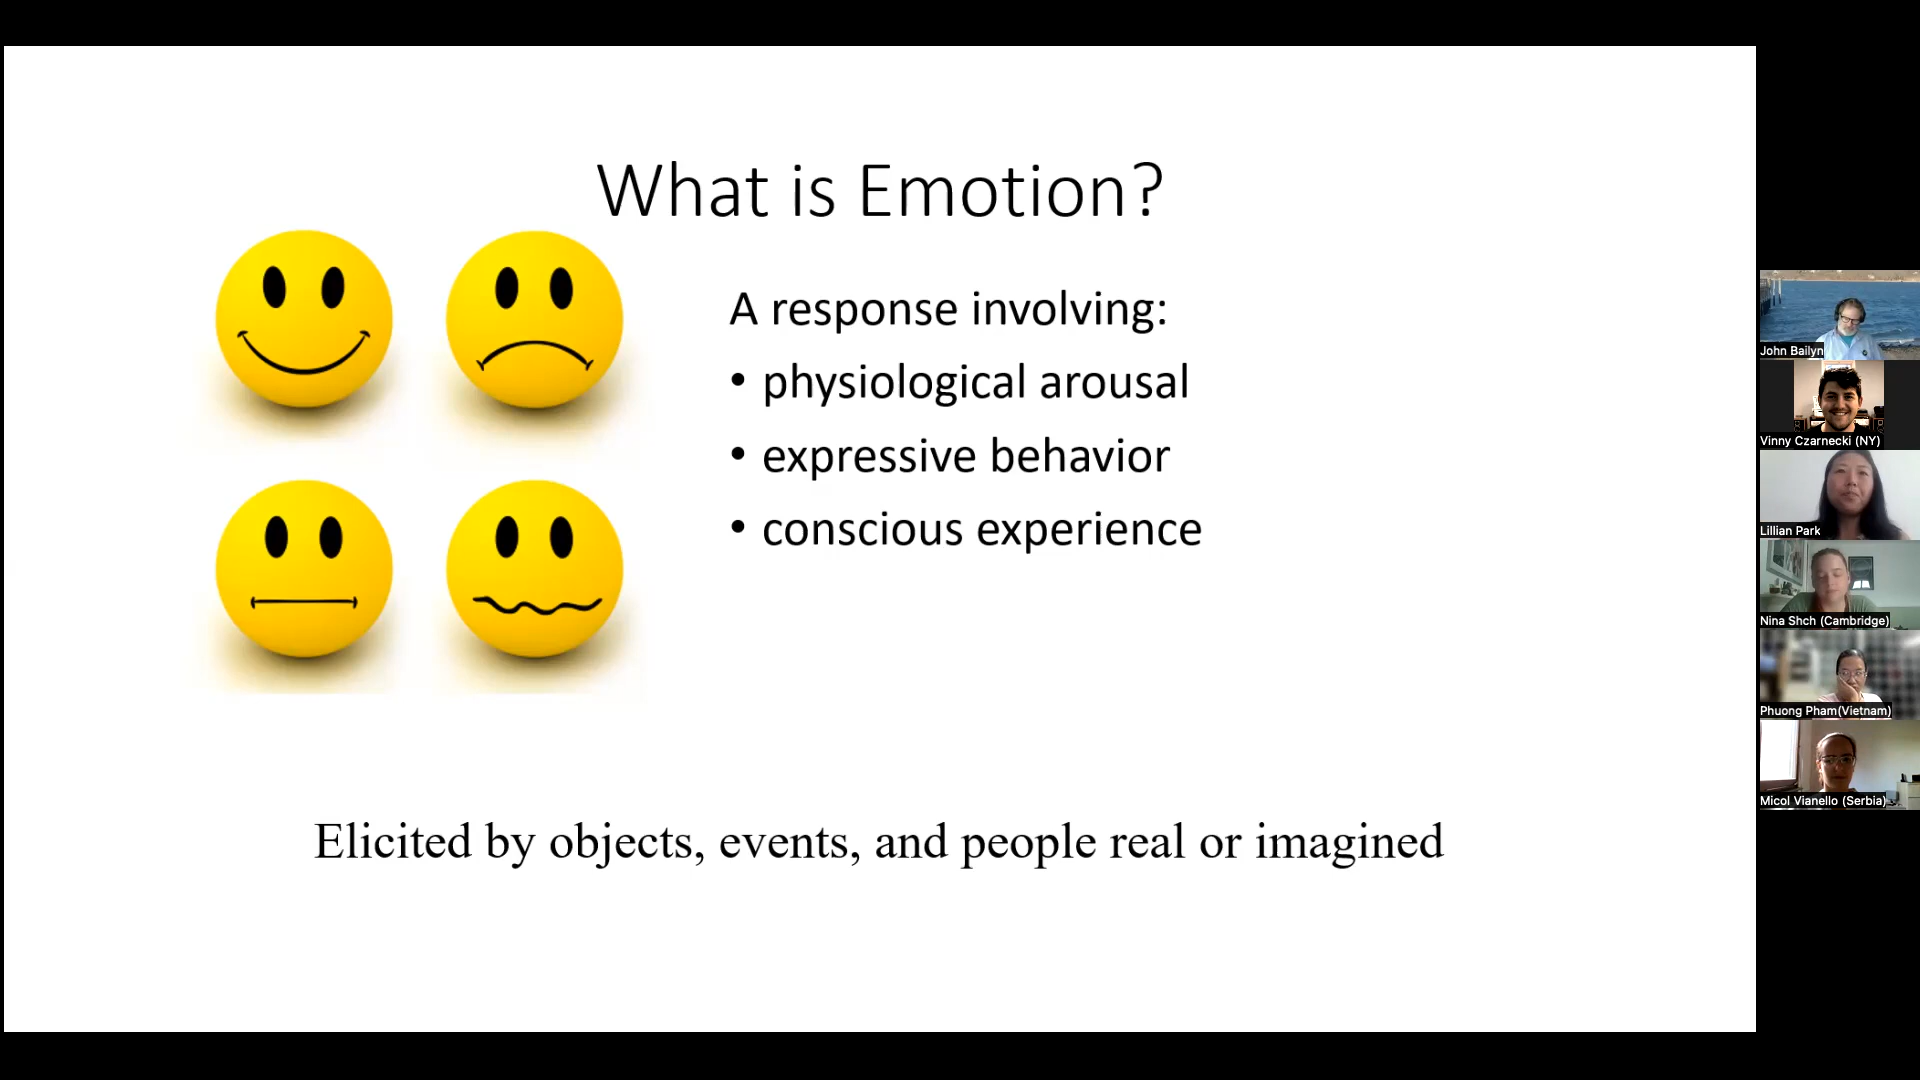 What is Emotion?
A response involving:
• physiological arousal
• expressive behavior
• conscious experience
Elicited by objects, events, and people real or imagined
John Bailyn
Vinny Czarnecki (NY)
Lillian Park
Nina Shch (Cambridge)
Phuong Pham(Vietnam)
Micol Vianello (Serbia)